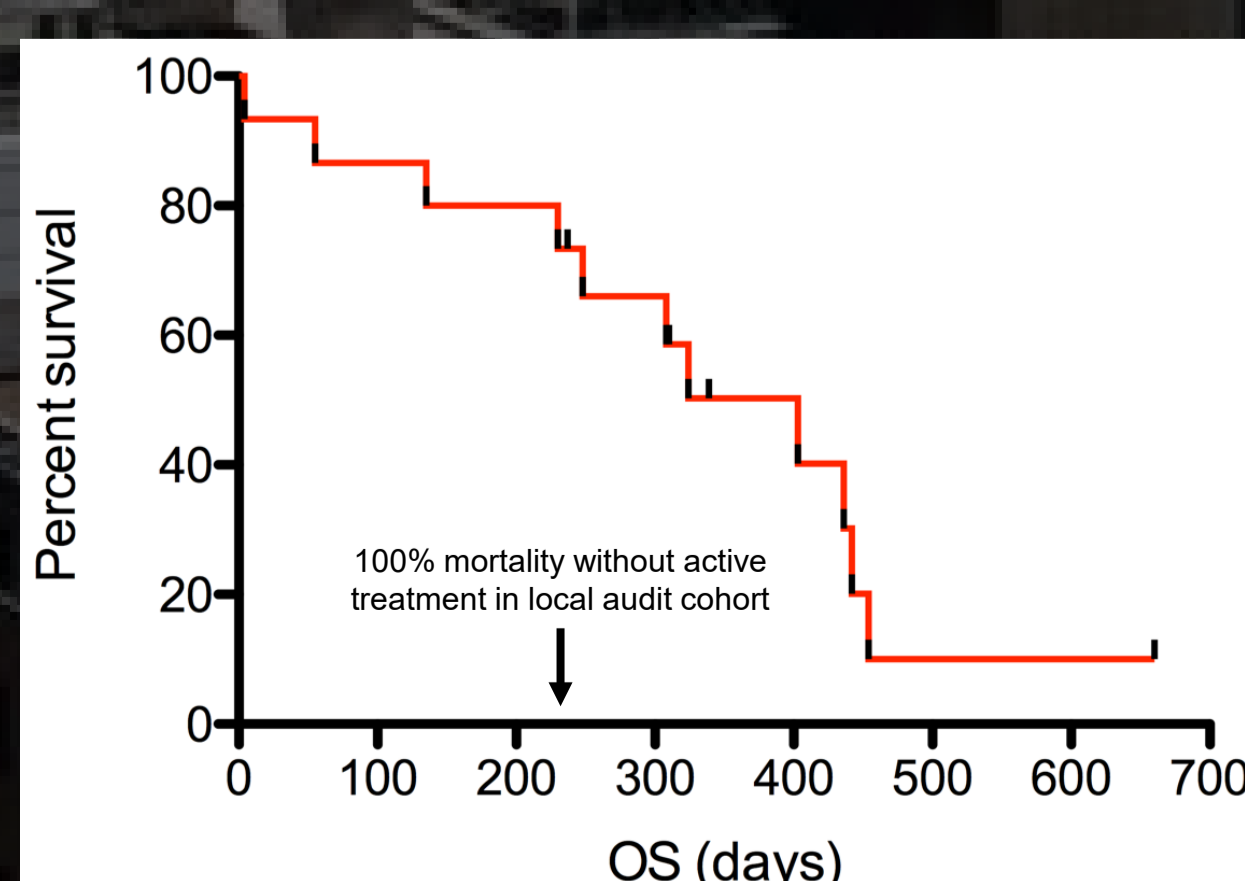 100
80
60
40
20
0
Percent survival
100% mortality without active
treatment in local audit cohort
0 100 200 300 400 500 600 700
OS (days)